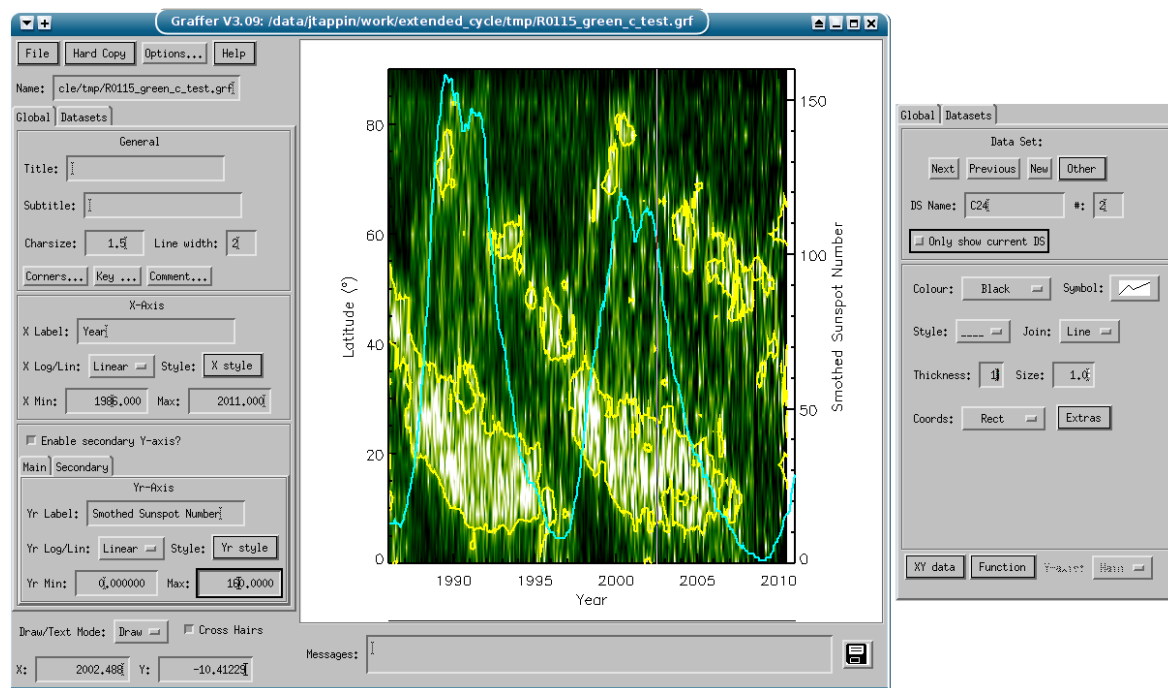 Graffer V3.09: /data/jtappin/work/extended_cycle/tmp/R0115_green_c_test.grf
File Hard Copy Options... Help
Name: cle/tmp/R0115_green_c_test.grf
Global Datasets
General
Title:
Subtitle:
Charsize: 1.5 Line width: 2
Corners... Key ... Comment...
X-Axis
X Label: Year
X Log/Lin: Linear Style: X style
X Min: 1986.000 Max: 2011.000
Enable secondary Y-axis?
Main Secondary
Yr-Axis
Yr Label: Smothed Sunspot Number
Yr Log/Lin: Linear Style: Yr style
Yr Min: 0.000000 Max: 160.0000
Draw/Text Mode: Draw Cross Hairs
X: 2002.488 Y: -10.41229
Latitude (°)
80
60
40
20
0
1990 1995 2000 2005 2010
Year
150
100
50
0
Smothed Sunspot Number
Messages:
Global Datasets
Data Set:
Next Previous New Other
DS Name: C24 #: 2
Only show current DS
Colour: Black Symbol:
Style: ____ Join: Line
Thickness: 1 Size: 1.0
Coords: Rect Extras
XY data Function Y-axis: Main